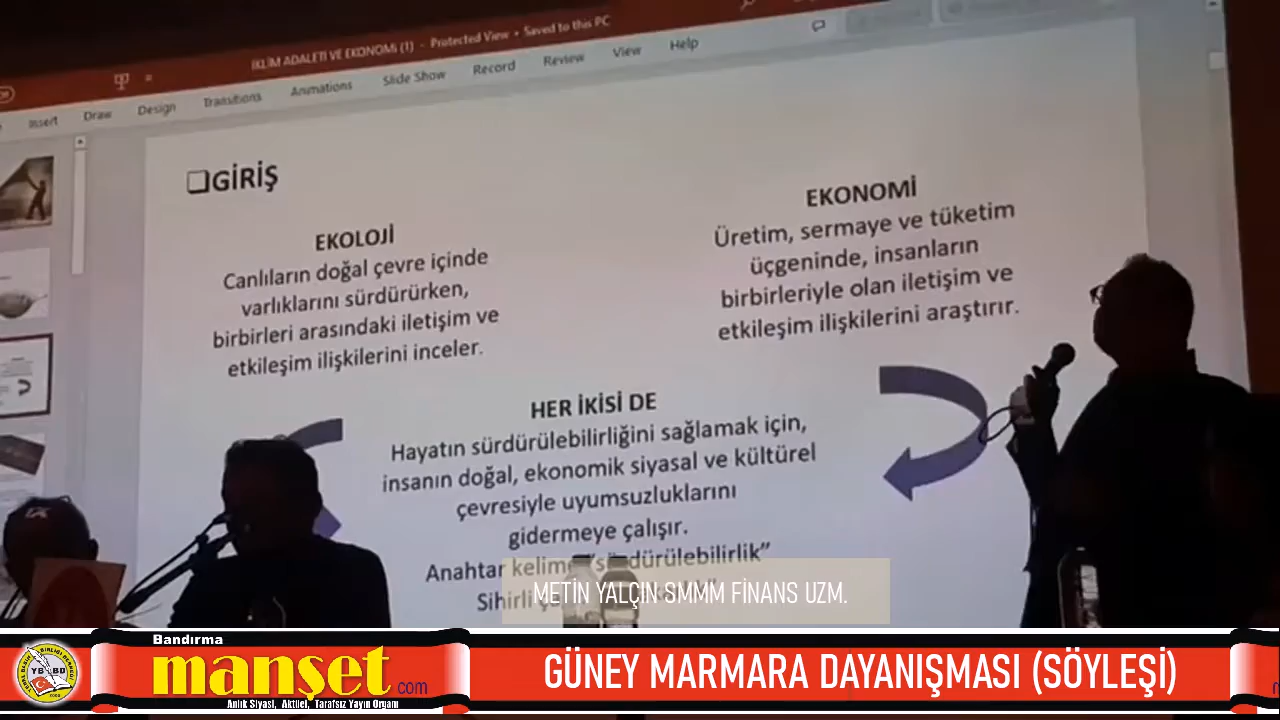 İKLİM ADALETİ VE EKONOMİ (1) - Protected View • Saved to this PC
Insert Draw Design Transitions Animations Slide Show Record Review View Help
GİRİŞ
EKOLOJİ
Canlıların doğal çevre içinde
varlıklarını sürdürürken,
birbirleri arasındaki iletişim ve
etkileşim ilişkilerini inceler.
EKONOMİ
Üretim, sermaye ve tüketim
üçgeninde, insanların
birbirleriyle olan iletişim ve
etkileşim ilişkilerini araştırır.
HER İKİSİ DE
Hayatın sürdürülebilirliğini sağlamak için,
insanın doğal, ekonomik siyasal ve kültürel
çevresiyle uyumsuzluklarını
gidermeye çalışır.
Anahtar kelime "sürdürülebilirlik"
Sihirli
METİN YALÇIN SMMM FİNANS UZM.
Bandırma
manşet.com
Anlık Siyasi, Aktüel, Tarafsız Yayın Organı
GÜNEY MARMARA DAYANIŞMASI (SÖYLEŞİ)